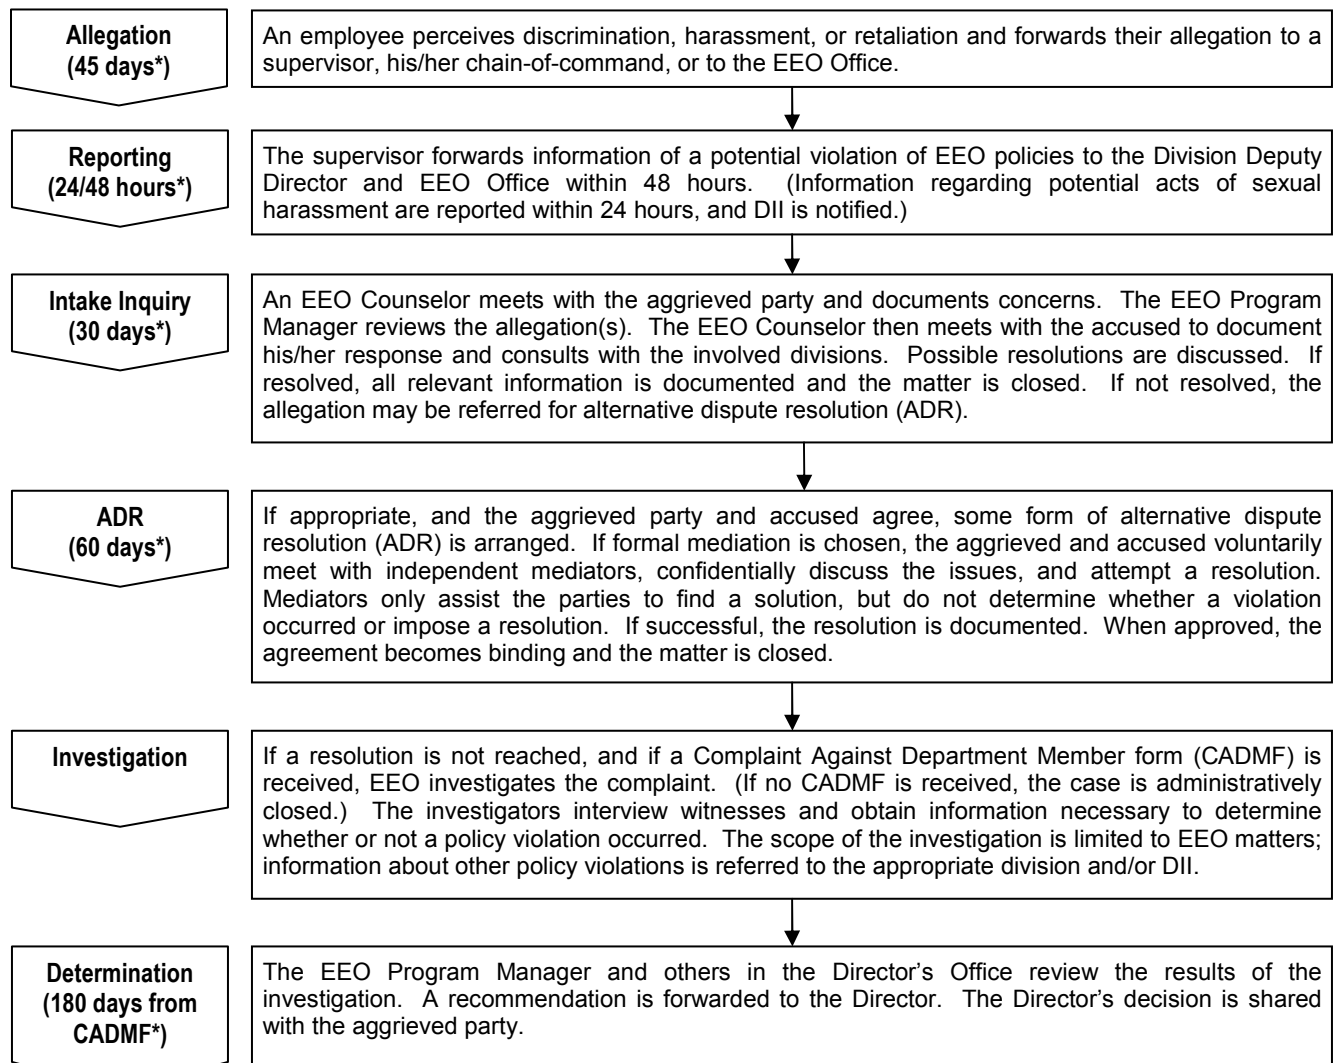 Allegation
(45 days*)
An employee perceives discrimination, harassment, or retaliation and forwards their allegation to a
supervisor, his/her chain-of-command, or to the EEO Office.
Reporting
(24/48 hours*)
The supervisor forwards information of a potential violation of EEO policies to the Division Deputy
Director and EEO Office within 48 hours. (Information regarding potential acts of sexual
harassment are reported within 24 hours, and DII is notified.)
Intake Inquiry
(30 days*)
An EEO Counselor meets with the aggrieved party and documents concerns. The EEO Program
Manager reviews the allegation(s). The EEO Counselor then meets with the accused to document
his/her response and consults with the involved divisions. Possible resolutions are discussed. If
resolved, all relevant information is documented and the matter is closed. If not resolved, the
allegation may be referred for alternative dispute resolution (ADR).
ADR
(60 days*)
If appropriate, and the aggrieved party and accused agree, some form of alternative dispute
resolution (ADR) is arranged. If formal mediation is chosen, the aggrieved and accused voluntarily
meet with independent mediators, confidentially discuss the issues, and attempt a resolution.
Mediators only assist the parties to find a solution, but do not determine whether a violation
occurred or impose a resolution. If successful, the resolution is documented. When approved, the
agreement becomes binding and the matter is closed.
Investigation
If a resolution is not reached, and if a Complaint Against Department Member form (CADMF) is
received, EEO investigates the complaint. (If no CADMF is received, the case is administratively
closed.) The investigators interview witnesses and obtain information necessary to determine
whether or not a policy violation occurred. The scope of the investigation is limited to EEO matters;
information about other policy violations is referred to the appropriate division and/or DII.
Determination
(180 days from
CADMF*)
The EEO Program Manager and others in the Director's Office review the results of the
investigation. A recommendation is forwarded to the Director. The Director's decision is shared
with the aggrieved party.